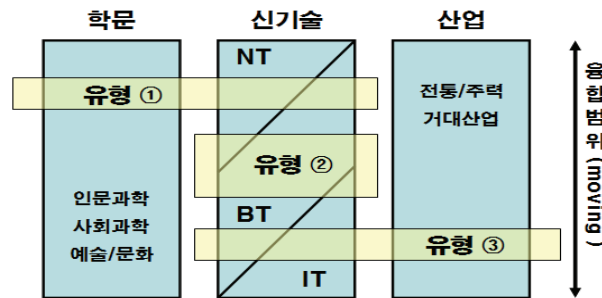 학문
신기술
산업
NT
유형 ①
전통/주력
거대산업
유형 ②
인문과학
사회과학
예술/문화
BT
유형 ③
IT
융합범위(moving)